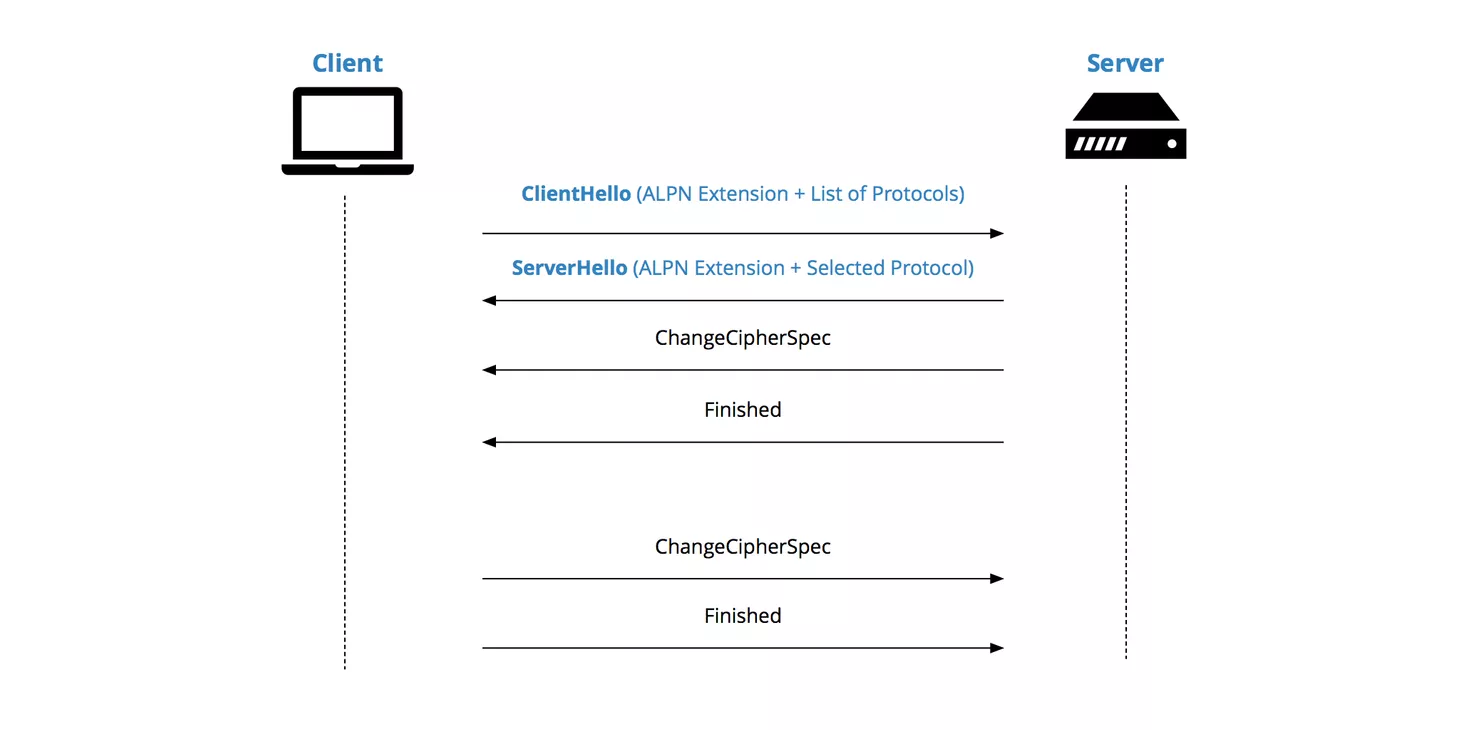 Client
Server
ClientHello (ALPN Extension + List of Protocols)
ServerHello (ALPN Extension + Selected Protocol)
ChangeCipherSpec
Finished
ChangeCipherSpec
Finished